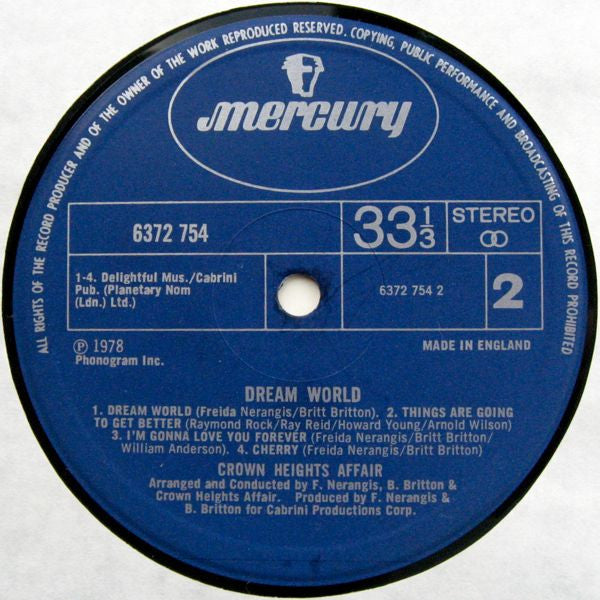 ALL RIGHTS OF THE RECORD PRODUCER AND OF THE OWNER OF THE WORK REPRODUCED RESERVED. COPYING, PUBLIC PERFORMANCE AND BROADCASTING OF THIS RECORD PROHIBITED
mercury
6372 754
33 1/3
STEREO
1-4. Delightful Mus./Cabrini
Pub. (Planetary Nom
(Ldn.) Ltd.)
6372 754 2
2
Ⓟ 1978
Phonogram Inc.
MADE IN ENGLAND
DREAM WORLD
1. DREAM WORLD (Freida Nerangis/Britt Britton). 2. THINGS ARE GOING
TO GET BETTER (Raymond Rock/Ray Reid/Howard Young/Arnold Wilson)
3. I'M GONNA LOVE YOU FOREVER (Freida Nerangis/Britt Britton/
William Anderson). 4. CHERRY (Freida Nerangis/Britt Britton)
CROWN HEIGHTS AFFAIR
Arranged and Conducted by F. Nerangis, B. Britton &
Crown Heights Affair. Produced by F. Nerangis &
B. Britton for Cabrini Productions Corp.